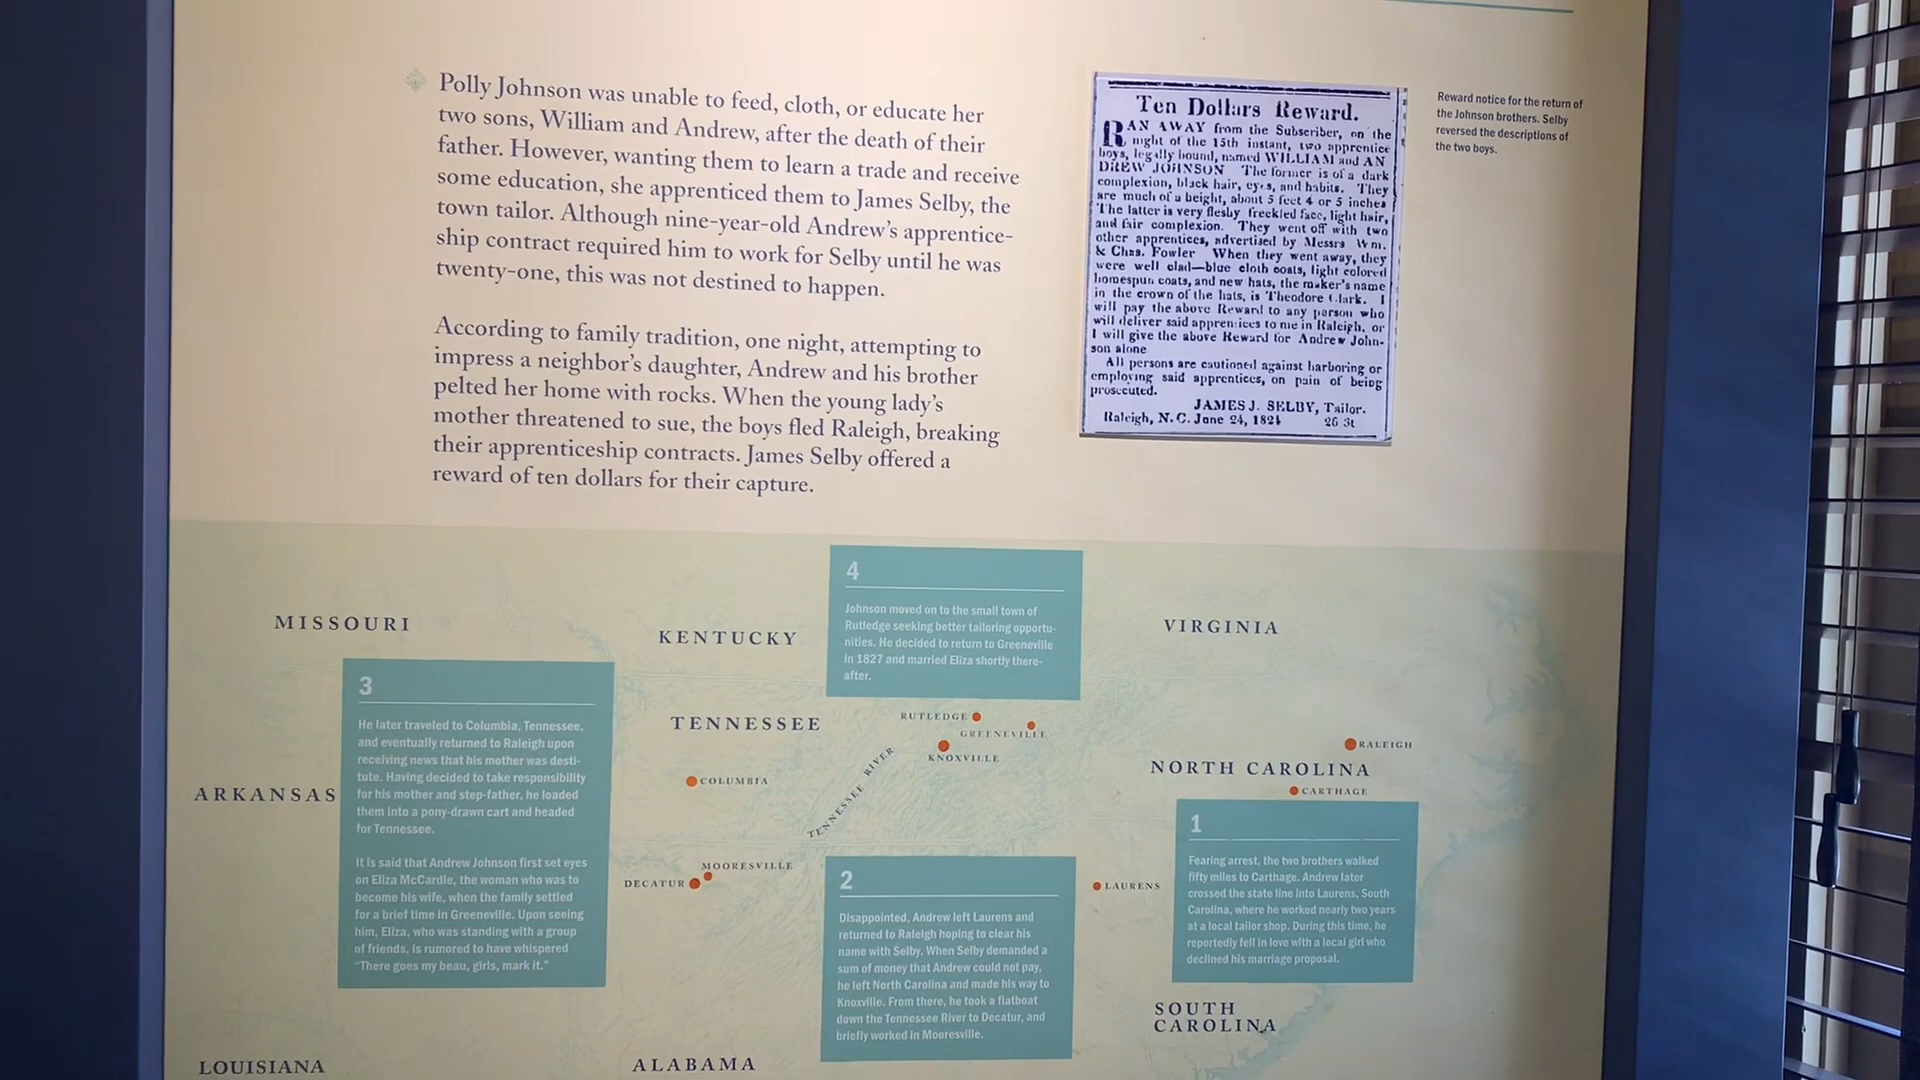 Polly Johnson was unable to feed, cloth, or educate her
two sons, William and Andrew, after the death of their
father. However, wanting them to learn a trade and receive
some education, she apprenticed them to James Selby, the
town tailor. Although nine-year-old Andrew's apprentice-
ship contract required him to work for Selby until he was
twenty-one, this was not destined to happen.
According to family tradition, one night, attempting to
impress a neighbor's daughter, Andrew and his brother
pelted her home with rocks. When the young lady's
mother threatened to sue, the boys fled Raleigh, breaking
their apprenticeship contracts. James Selby offered a
reward of ten dollars for their capture.
Ten Dollars Reward.
RAN AWAY from the Subscriber, on the
night of the 15th instant, two apprentice
boys, legally bound, named WILLIAM and AN
DREW JOHNSON The former is of a dark
complexion, black hair, eyes, and habits. They
are much of a height, about 5 feet 4 or 5 inches
The latter is very fleshy freckled face, light hair,
and fair complexion. They went off with two
other apprentices, advertised by Messrs Wm.
& Chas. Fowler When they went away, they
were well clad—blue cloth coats, light colored
homespun coats, and new hats, the maker's name
in the crown of the hats, is Theodore Clark. I
will pay the above Reward to any person who
will deliver said apprentices to me in Raleigh, or
I will give the above Reward for Andrew John-
son alone
All persons are cautioned against harboring or
employing said apprentices, on pain of being
prosecuted.
JAMES J. SELBY, Tailor.
Raleigh, N. C. June 24, 1824 26 3t
Reward notice for the return of
the Johnson brothers. Selby
reversed the descriptions of
the two boys.
MISSOURI
KENTUCKY
VIRGINIA
4
Johnson moved on to the small town of
Rutledge seeking better tailoring opportu-
nities. He decided to return to Greeneville
in 1827 and married Eliza shortly there-
after.
3
He later traveled to Columbia, Tennessee,
and eventually returned to Raleigh upon
receiving news that his mother was desti-
tute. Having decided to take responsibility
for his mother and step-father, he loaded
them into a pony-drawn cart and headed
for Tennessee.
It is said that Andrew Johnson first set eyes
on Eliza McCardle, the woman who was to
become his wife, when the family settled
for a brief time in Greeneville. Upon seeing
him, Eliza, who was standing with a group
of friends, is rumored to have whispered
"There goes my beau, girls, mark it."
TENNESSEE
RUTLEDGE
GREENEVILLE
KNOXVILLE
RALEIGH
NORTH CAROLINA
COLUMBIA
TENNESSEE RIVER
CARTHAGE
ARKANSAS
MOORESVILLE
DECATUR
LAURENS
1
Fearing arrest, the two brothers walked
fifty miles to Carthage. Andrew later
crossed the state line into Laurens, South
Carolina, where he worked nearly two years
at a local tailor shop. During this time, he
reportedly fell in love with a local girl who
declined his marriage proposal.
2
Disappointed, Andrew left Laurens and
returned to Raleigh hoping to clear his
name with Selby. When Selby demanded a
sum of money that Andrew could not pay,
he left North Carolina and made his way to
Knoxville. From there, he took a flatboat
down the Tennessee River to Decatur, and
briefly worked in Mooresville.
SOUTH
CAROLINA
LOUISIANA
ALABAMA